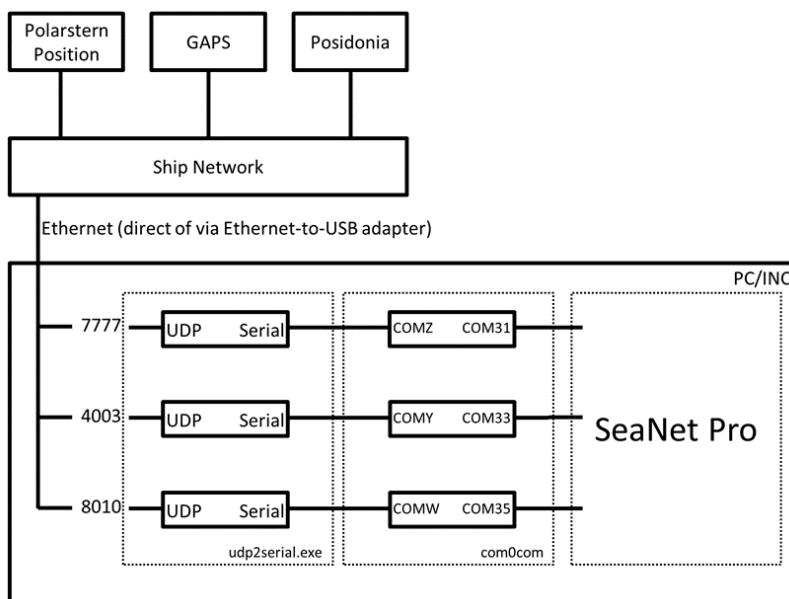 Polarstern
Position
GAPS
Posidonia
Ship Network
Ethernet (direct of via Ethernet-to-USB adapter)
PC/INC
7777
UDP Serial
COMZ COM31
4003
UDP Serial
COMY COM33
SeaNet Pro
8010
UDP Serial
COMW COM35
udp2serial.exe
com0com